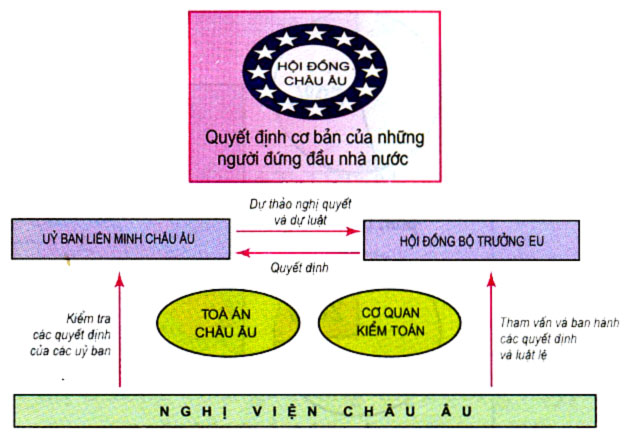 HỘI ĐỒNG
CHÂU ÂU
Quyết định cơ bản của những
người đứng đầu nhà nước
Dự thảo nghị quyết
và dự luật
UỶ BAN LIÊN MINH CHÂU ÂU
HỘI ĐỒNG BỘ TRƯỞNG EU
Quyết định
Kiểm tra
các quyết định
của các uỷ ban
TOÀ ÁN
CHÂU ÂU
CƠ QUAN
KIỂM TOÁN
Tham vấn và ban hành
các quyết định
và luật lệ
NGHỊ VIỆN CHÂU ÂU